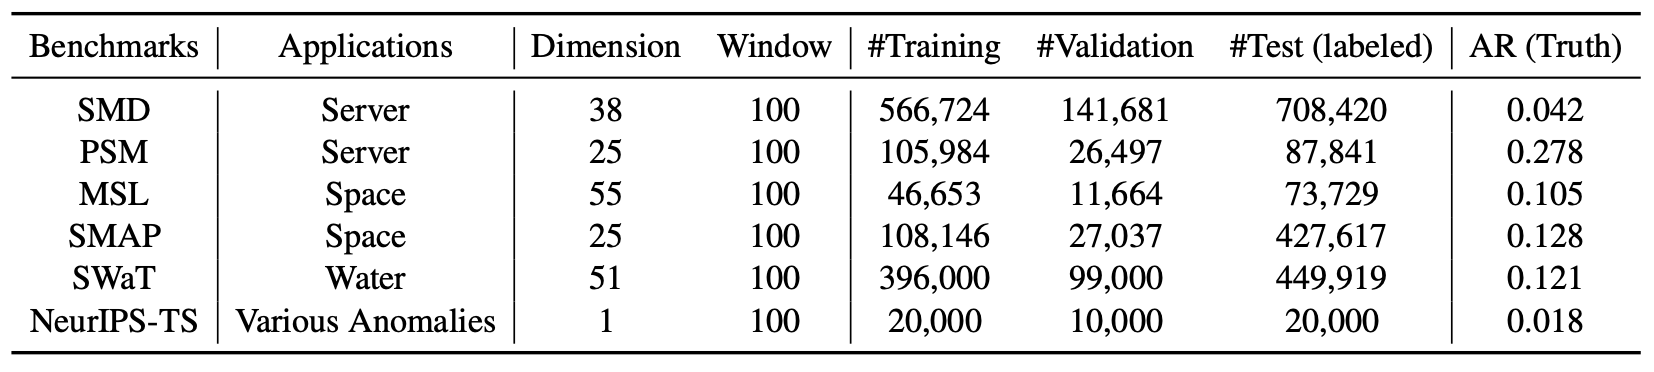 Benchmarks Applications Dimension Window #Training #Validation #Test (labeled) AR (Truth)
SMD Server 38 100 566,724 141,681 708,420 0.042
PSM Server 25 100 105,984 26,497 87,841 0.278
MSL Space 55 100 46,653 11,664 73,729 0.105
SMAP Space 25 100 108,146 27,037 427,617 0.128
SWaT Water 51 100 396,000 99,000 449,919 0.121
NeurIPS-TS Various Anomalies 1 100 20,000 10,000 20,000 0.018